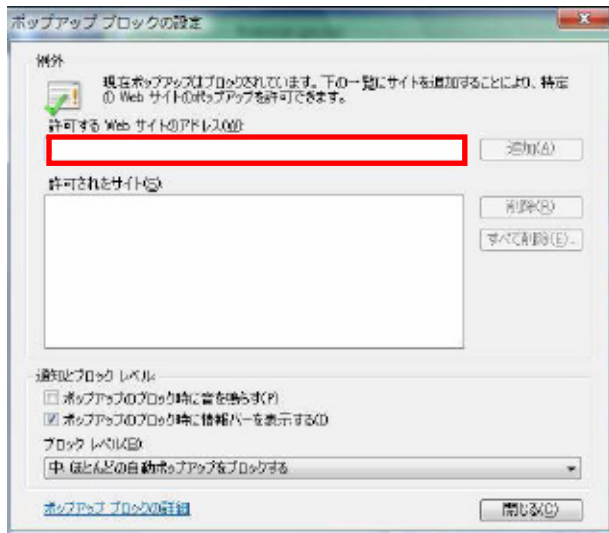 ポップアップ ブロックの設定
例外
現在ポップアップはブロックされています。下の一覧にサイトを追加することにより、特定
の Web サイトのポップアップを許可できます。
許可する Web サイトのアドレス(W):
追加(A)
許可されたサイト(S):
削除(R)
すべて削除(E)...
通知とブロック レベル:
ポップアップのブロック時に音を鳴らす(P)
ポップアップのブロック時に情報バーを表示する(I)
ブロック レベル(B):
中: ほとんどの自動ポップアップをブロックする
ポップアップ ブロックの詳細
閉じる(C)